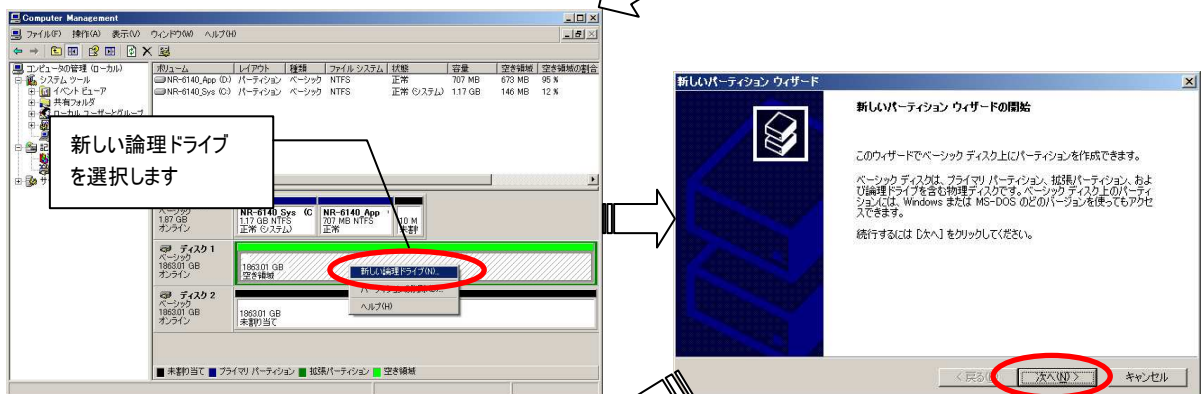 Computer Management
ファイル(F) 操作(A) 表示(V) ウィンドウ(W) ヘルプ(H)
コンピュータの管理 (ローカル)
システム ツール
イベント ビューア
共有フォルダ
ローカル ユーザーとグループ
ボリューム レイアウト 種類 ファイル システム 状態 容量 空き領域 空き領域の割合
NR-6140_App (D:) パーティション ベーシック NTFS 正常 707 MB 673 MB 95 %
NR-6140_Sys (C:) パーティション ベーシック NTFS 正常 (システム) 1.17 GB 146 MB 12 %
新しい論理ドライブ
を選択します
ベーシック
1.87 GB
オンライン
NR-6140_Sys (C
1.17 GB NTFS
正常 (システム)
NR-6140_App
707 MB NTFS
正常
10 M
未割
ディスク 1
ベーシック
1863.01 GB
オンライン
1863.01 GB
空き領域
新しい論理ドライブ(N)...
ヘルプ(H)
ディスク 2
ベーシック
1863.01 GB
オンライン
1863.01 GB
未割り当て
未割り当て プライマリ パーティション 拡張パーティション 空き領域
新しいパーティション ウィザード
新しいパーティション ウィザードの開始
このウィザードでベーシック ディスク上にパーティションを作成できます。
ベーシック ディスクは、プライマリ パーティション、拡張パーティション、およ
び論理ドライブを含む物理ディスクです。ベーシック ディスク上のパーティ
ションには、Windows または MS-DOS のどのバージョンを使ってもアクセ
スできます。
続行するには [次へ] をクリックしてください。
< 戻る 次へ(N) > キャンセル